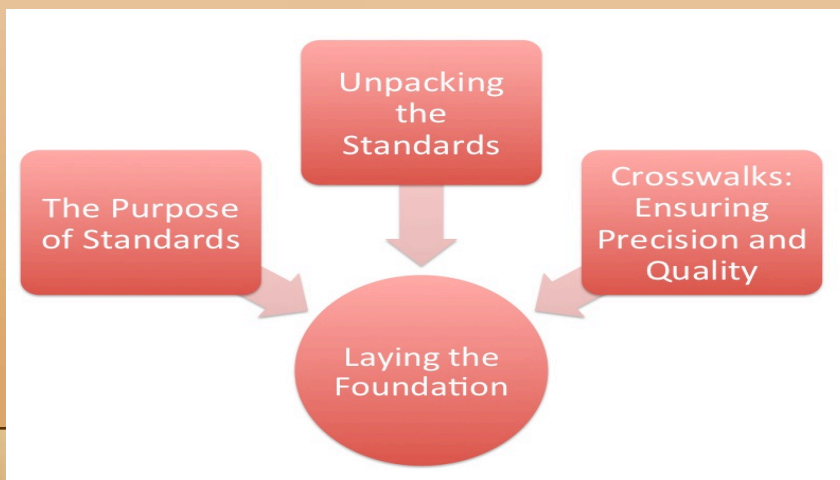 Unpacking
the
Standards
The Purpose
of Standards
Crosswalks:
Ensuring
Precision and
Quality
Laying the
Foundation